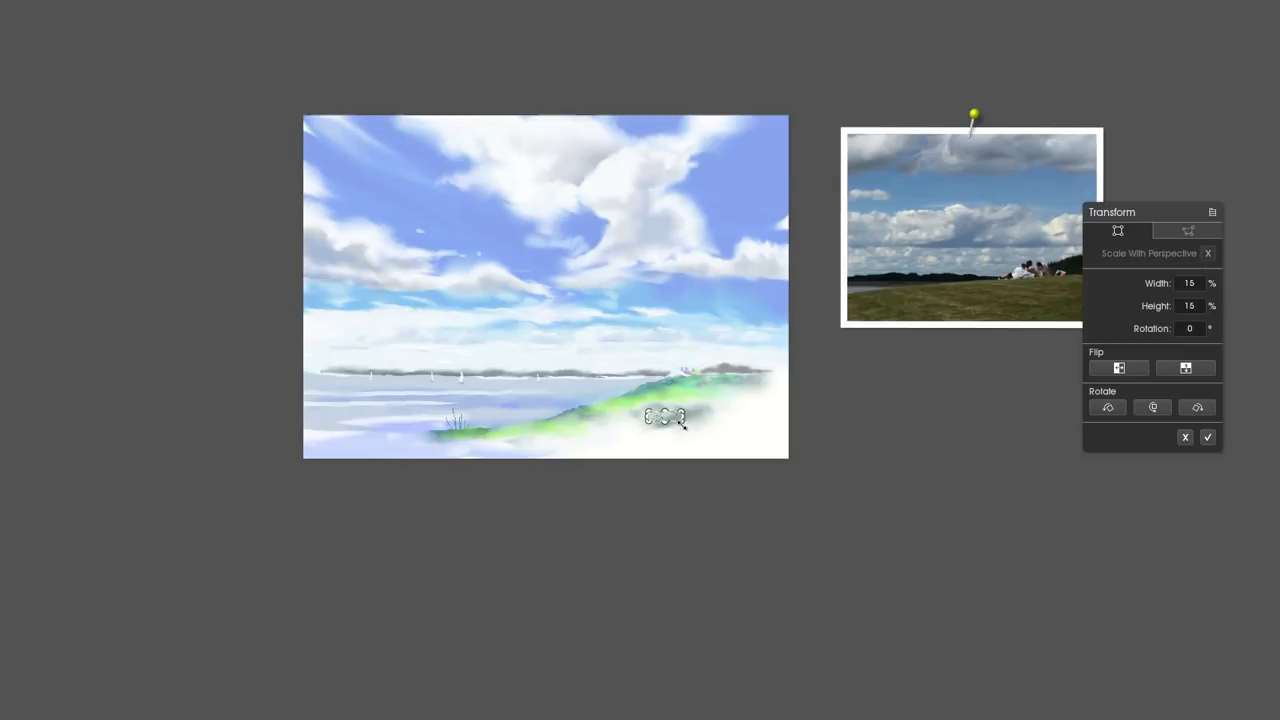 Transform
Scale With Perspective X
Width: 15 %
Height: 15 %
Rotation: 0 °
Flip
Rotate
X